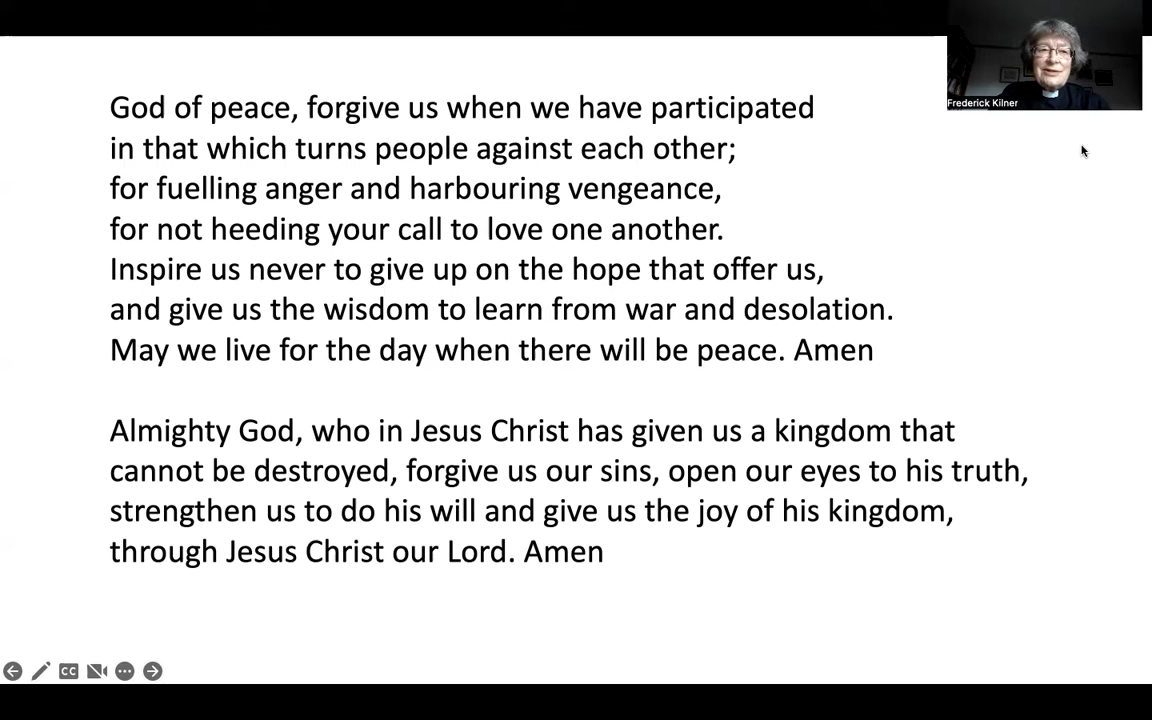 Frederick Kilner
God of peace, forgive us when we have participated
in that which turns people against each other;
for fuelling anger and harbouring vengeance,
for not heeding your call to love one another.
Inspire us never to give up on the hope that offer us,
and give us the wisdom to learn from war and desolation.
May we live for the day when there will be peace. Amen
Almighty God, who in Jesus Christ has given us a kingdom that
cannot be destroyed, forgive us our sins, open our eyes to his truth,
strengthen us to do his will and give us the joy of his kingdom,
through Jesus Christ our Lord. Amen
CC